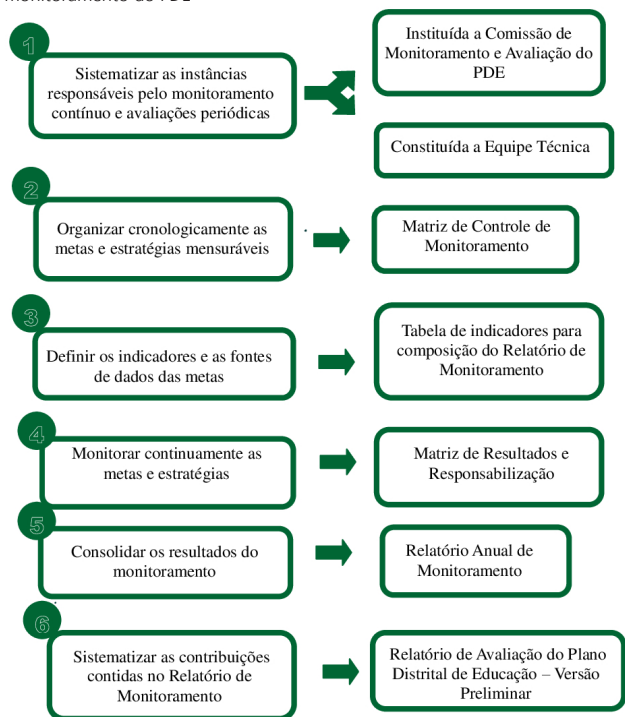 monitoramento do PDE
1
Sistematizar as instâncias
responsáveis pelo monitoramento
contínuo e avaliações periódicas
Instituída a Comissão de
Monitoramento e Avaliação do
PDE
Constituída a Equipe Técnica
2
Organizar cronologicamente as
metas e estratégias mensuráveis
Matriz de Controle de
Monitoramento
3
Definir os indicadores e as fontes
de dados das metas
Tabela de indicadores para
composição do Relatório de
Monitoramento
4
Monitorar continuamente as
metas e estratégias
Matriz de Resultados e
Responsabilização
5
Consolidar os resultados do
monitoramento
Relatório Anual de
Monitoramento
6
Sistematizar as contribuições
contidas no Relatório de
Monitoramento
Relatório de Avaliação do Plano
Distrital de Educação – Versão
Preliminar